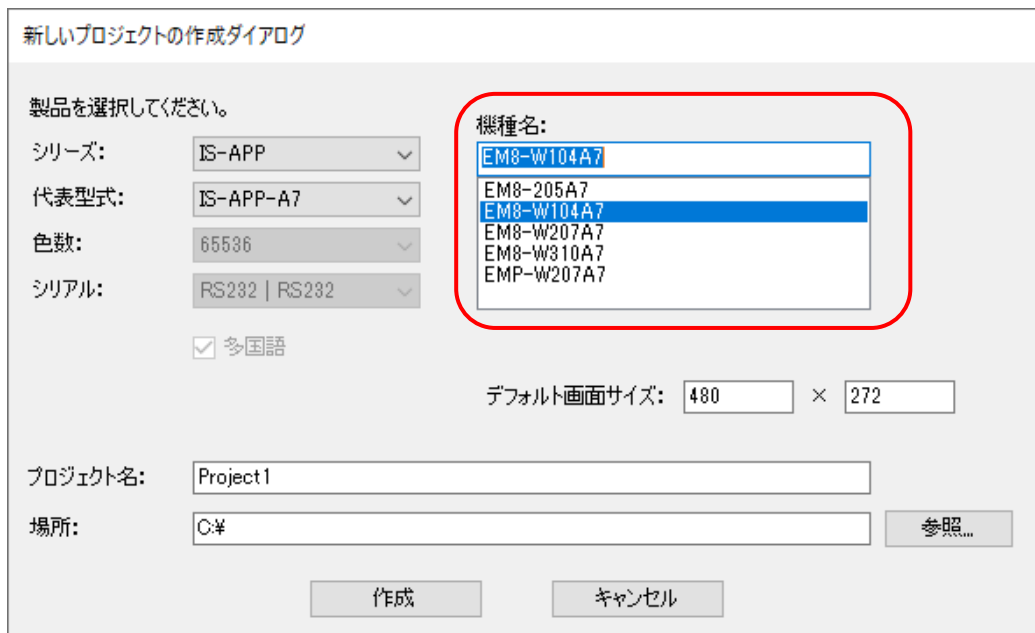 新しいプロジェクトの作成ダイアログ
製品を選択してください。
シリーズ: IS-APP
代表型式: IS-APP-A7
色数: 65536
シリアル: RS232 | RS232
多国語
機種名:
EM8-W104A7
EM8-205A7
EM8-W104A7
EM8-W207A7
EM8-W310A7
EMP-W207A7
デフォルト画面サイズ: 480 × 272
プロジェクト名: Project1
場所: C:¥ 参照...
作成 キャンセル